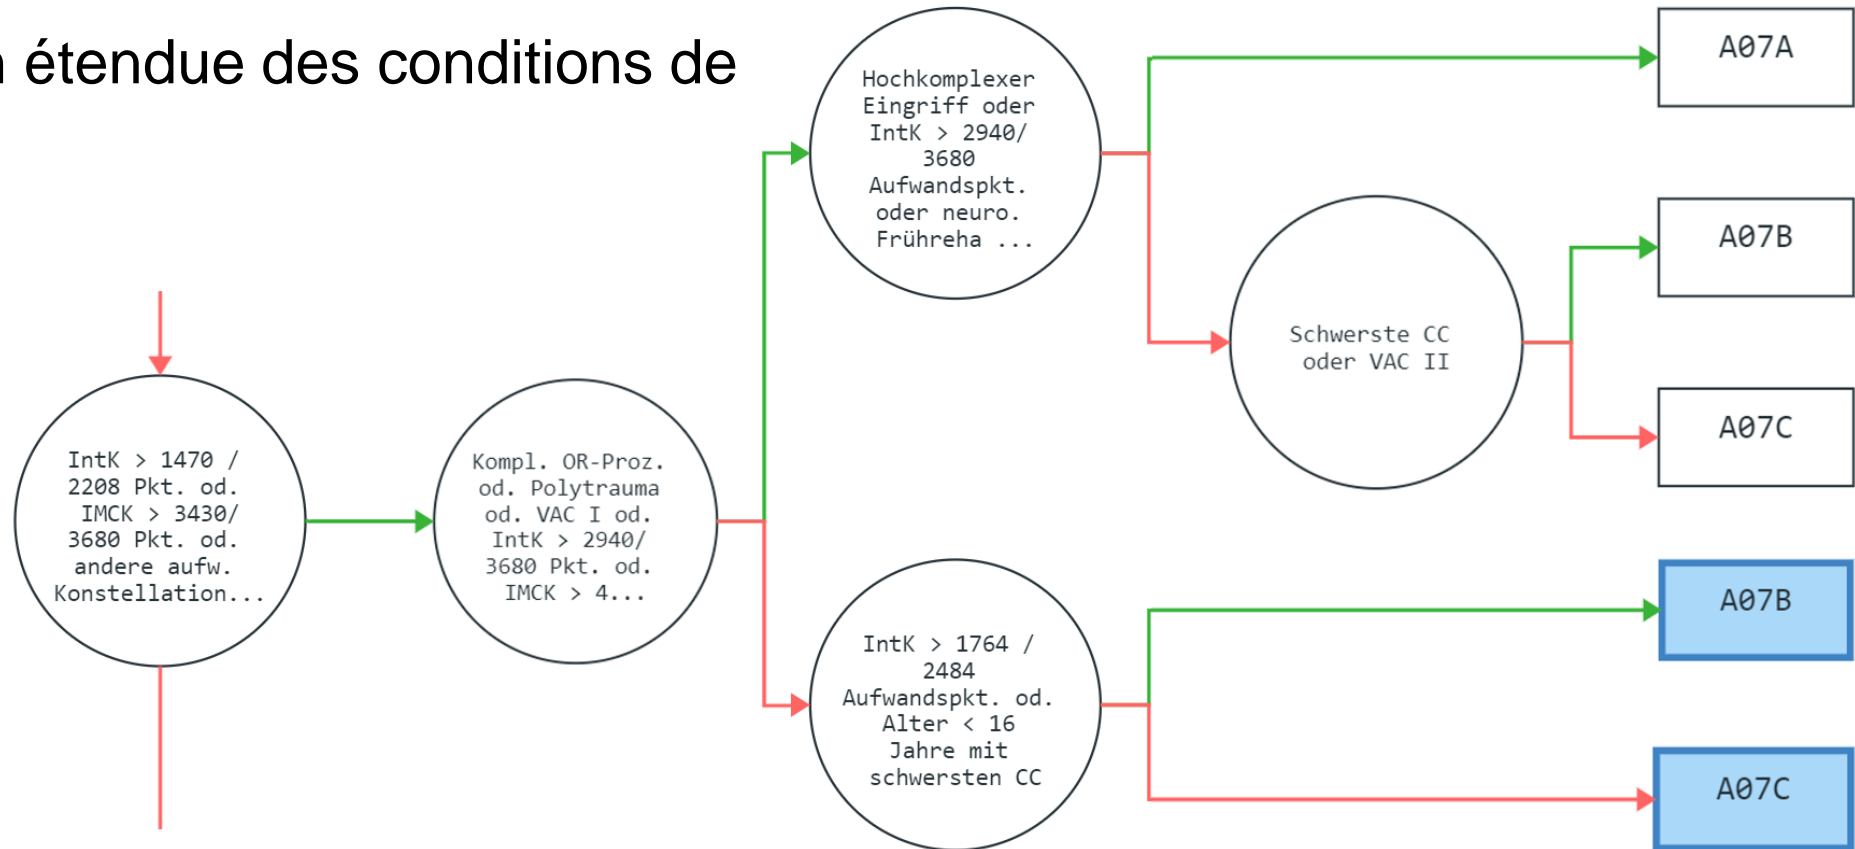 n étendue des conditions de
IntK > 1470 /
2208 Pkt. od.
IMCK > 3430/
3680 Pkt. od.
andere aufw.
Konstellation...
Kompl. OR-Proz.
od. Polytrauma
od. VAC I od.
IntK > 2940/
3680 Pkt. od.
IMCK > 4...
Hochkomplexer
Eingriff oder
IntK > 2940/
3680
Aufwandspkt.
oder neuro.
Frühreha ...
IntK > 1764 /
2484
Aufwandspkt. od.
Alter < 16
Jahre mit
schwersten CC
Schwerste CC
oder VAC II
A07A
A07B
A07C
A07B
A07C